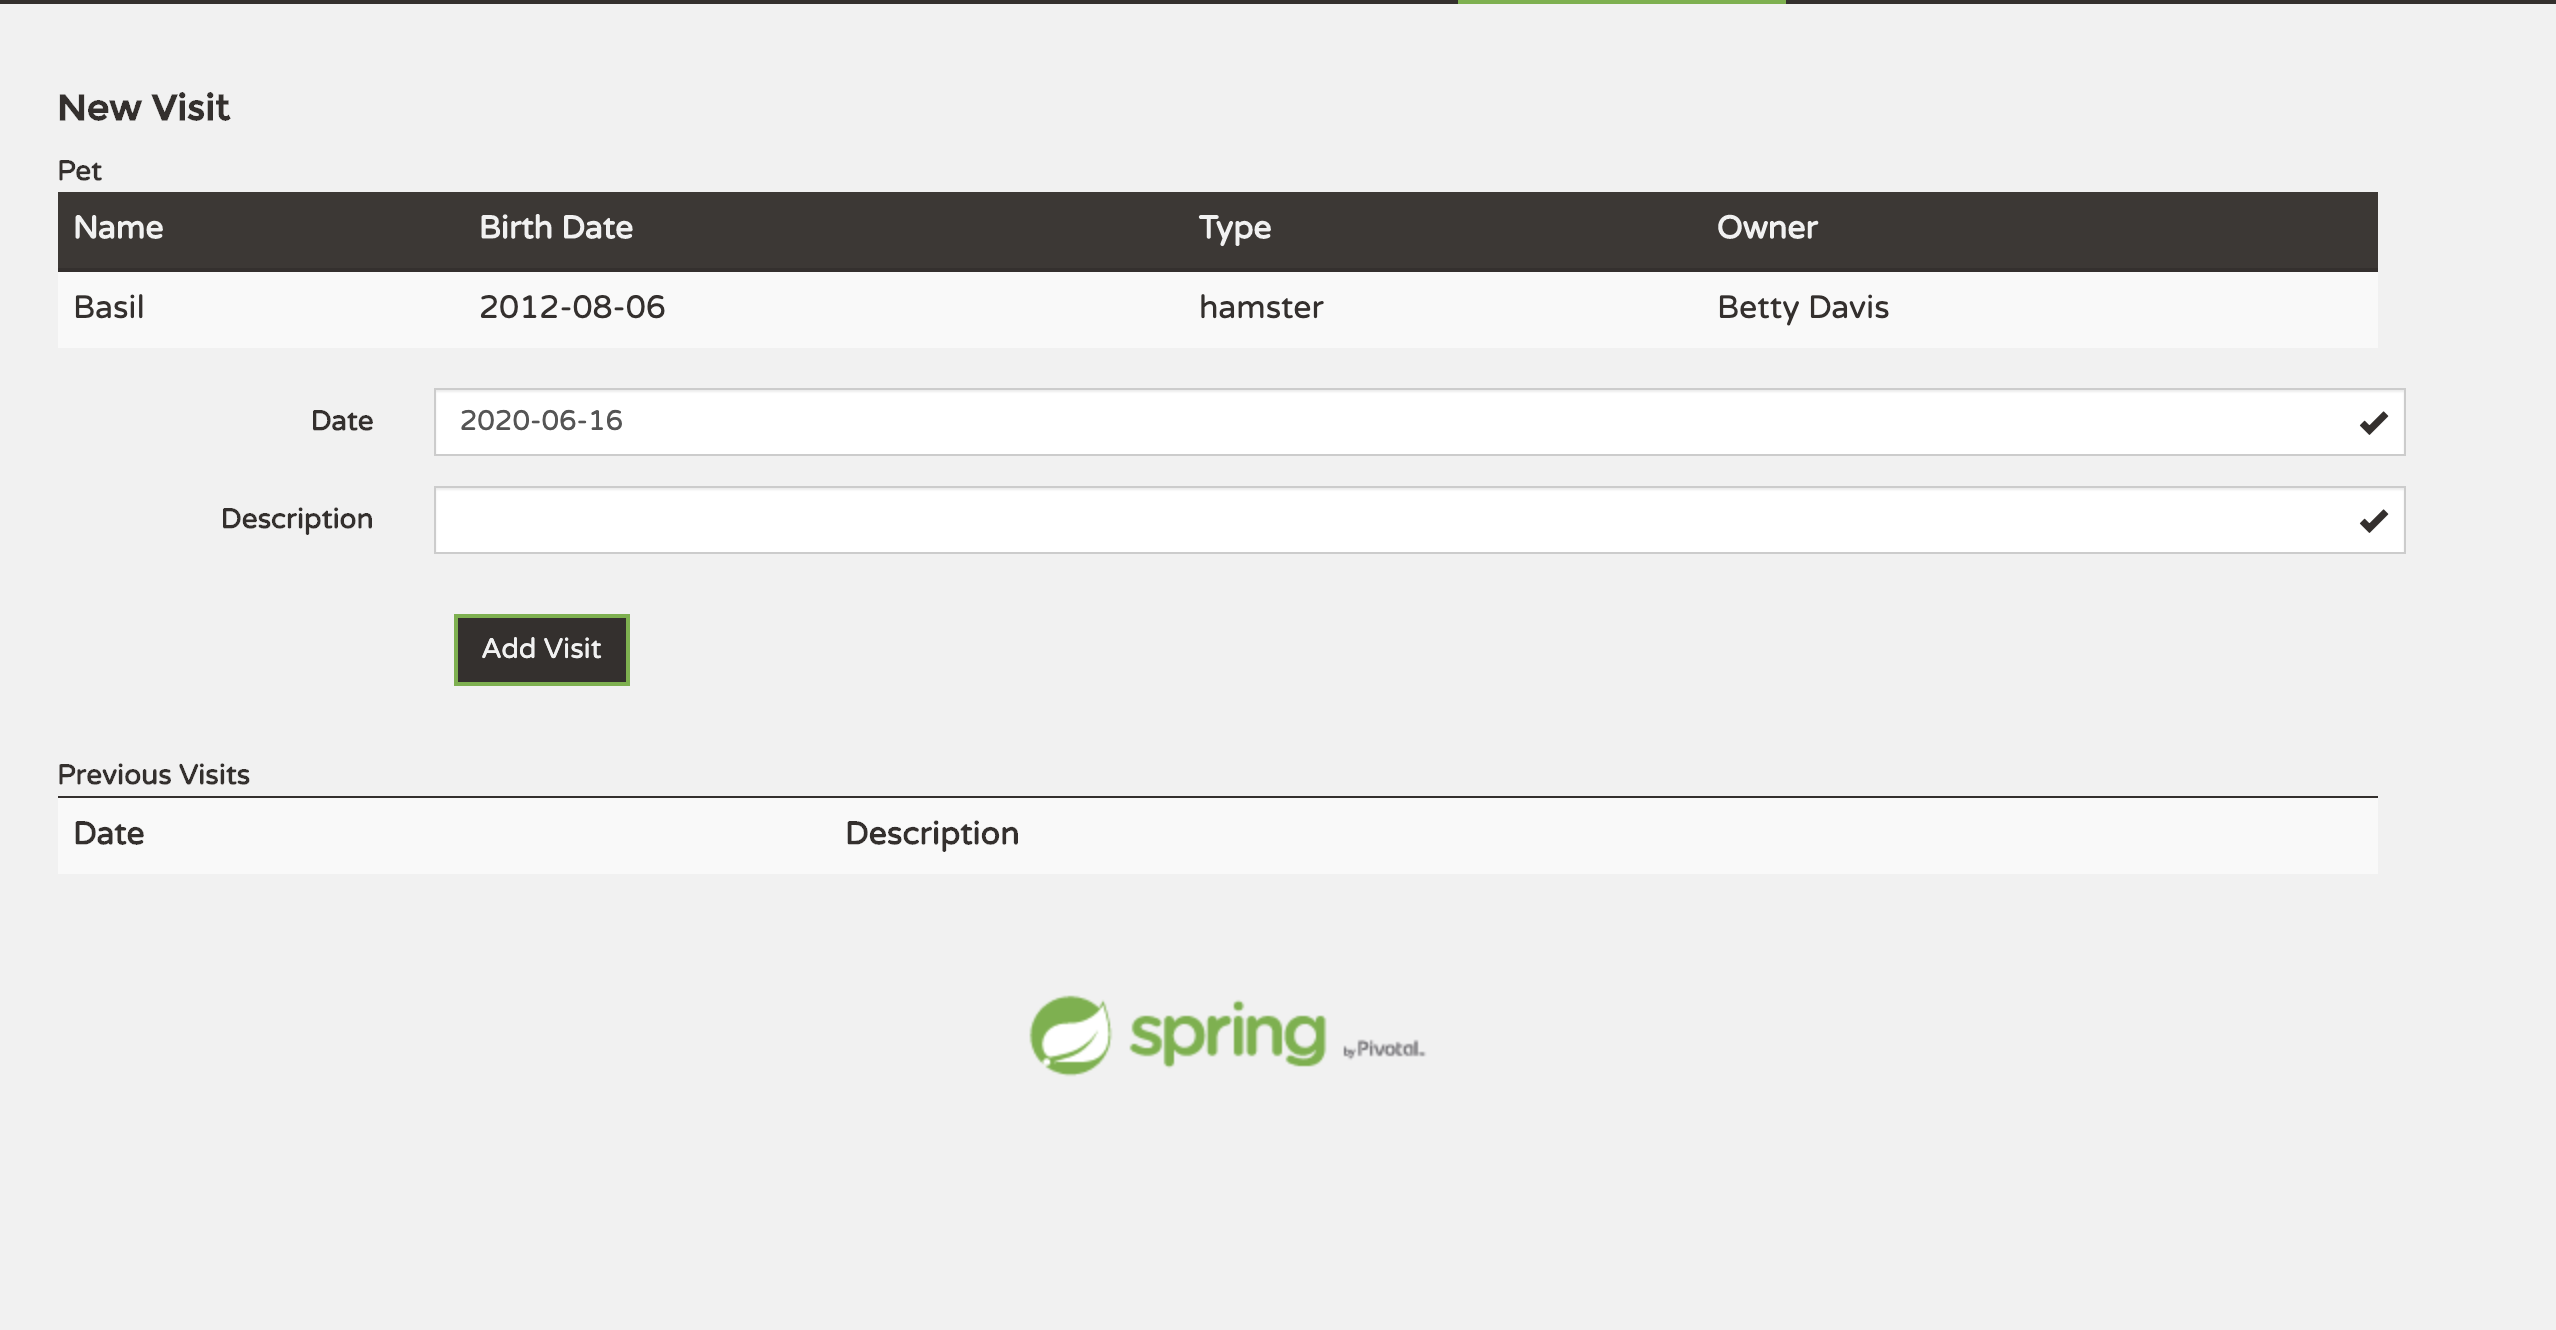 New Visit
Pet
Name Birth Date Type Owner
Basil 2012-08-06 hamster Betty Davis
Date 2020-06-16
Description
Add Visit
Previous Visits
Date Description
spring by Pivotal.